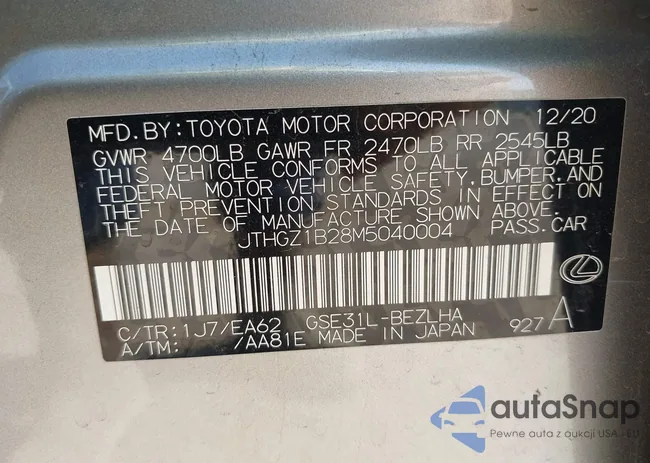 MFD.BY:TOYOTA MOTOR CORPORATION 12/20
GVWR 4700LB GAWR FR 2470LB RR 2545LB
THIS VEHICLE CONFORMS TO ALL APPLICABLE
FEDERAL MOTOR VEHICLE SAFETY,BUMPER,AND
THEFT PREVENTION STANDARDS IN EFFECT ON
THE DATE OF MANUFACTURE SHOWN ABOVE.
JTHGZ1B28M5040004 PASS.CAR
C/TR:1J7/EA62 GSE31L-BEZLHA
A/TM: /AA81E MADE IN JAPAN 927A
autaSnap
Pewne auta z aukcji USA i EU